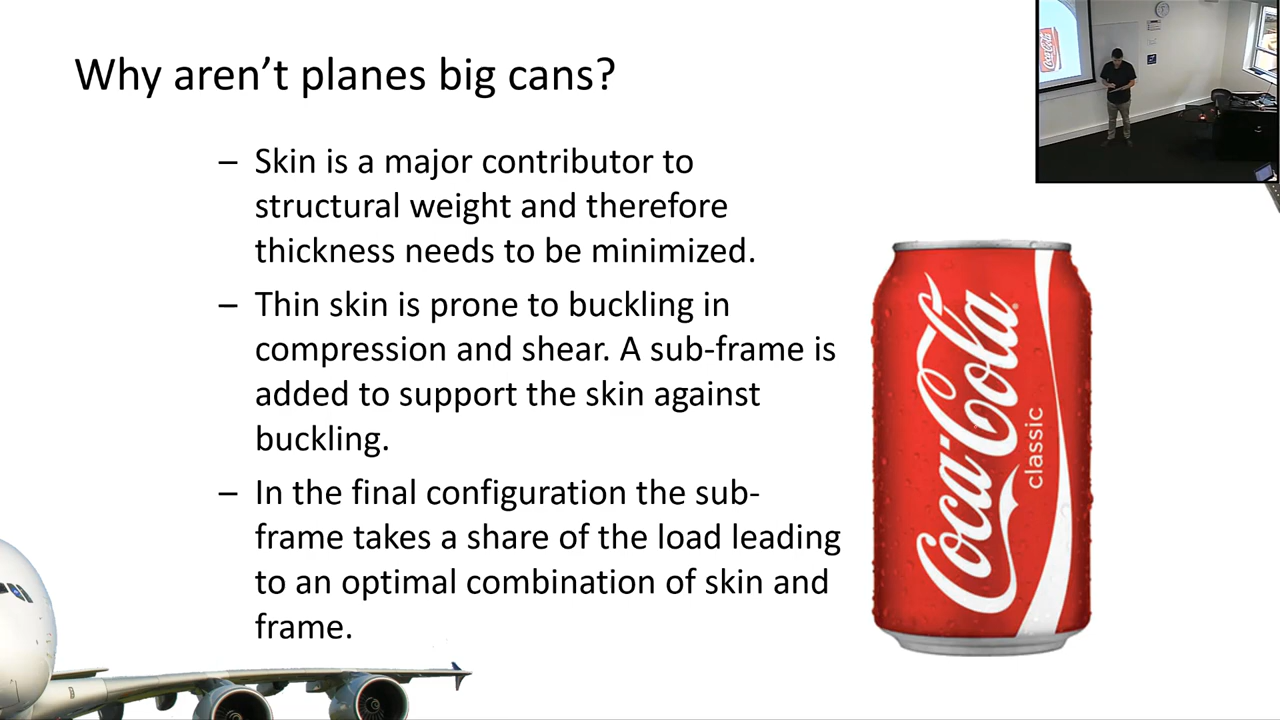 Why aren’t planes big cans?
– Skin is a major contributor to
structural weight and therefore
thickness needs to be minimized.
– Thin skin is prone to buckling in
compression and shear. A sub-frame is
added to support the skin against
buckling.
– In the final configuration the sub-
frame takes a share of the load leading
to an optimal combination of skin and
frame.
Coca-Cola
classic
Coca-Cola